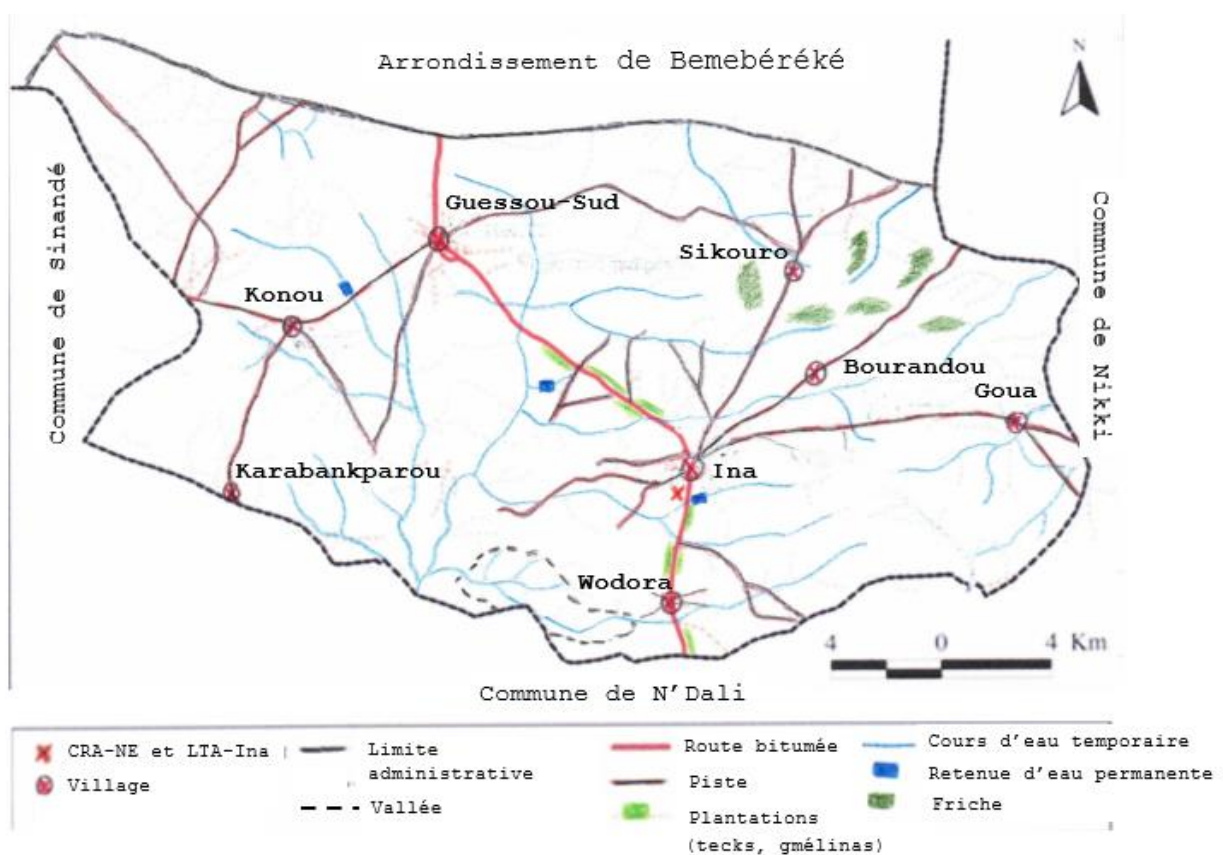 Arrondissement de Bemebéréké
N
Commune de Sinandé
Commune de Nikki
Guessou-Sud
Sikouro
Konou
Bourandou
Goua
Karabankparou
Ina
Wodora
4 0 4 Km
Commune de N'Dali
CRA-NE et LTA-Ina
Village
Limite
administrative
Vallée
Route bitumée
Piste
Plantations
(tecks, gmélinas)
Cours d'eau temporaire
Retenue d'eau permanente
Friche